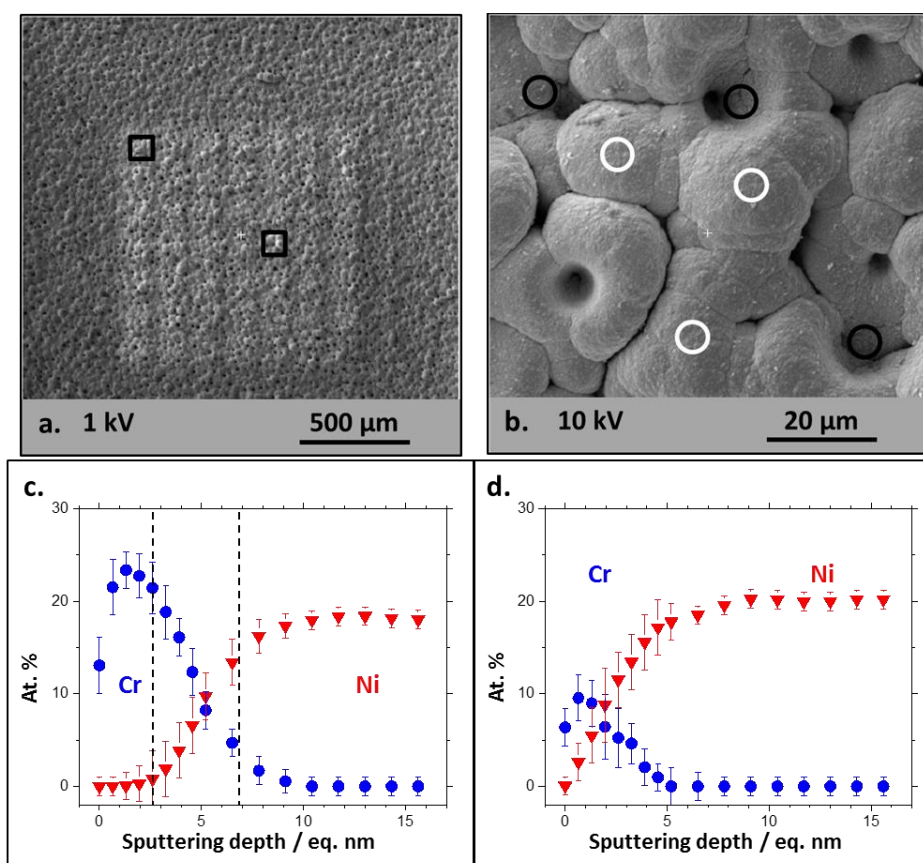 a. 1 kV 500 µm
b. 10 kV 20 µm
c.
30
20
10
0
At. %
Cr
Ni
0 5 10 15
Sputtering depth / eq. nm
d.
30
20
10
0
At. %
Cr
Ni
0 5 10 15
Sputtering depth / eq. nm